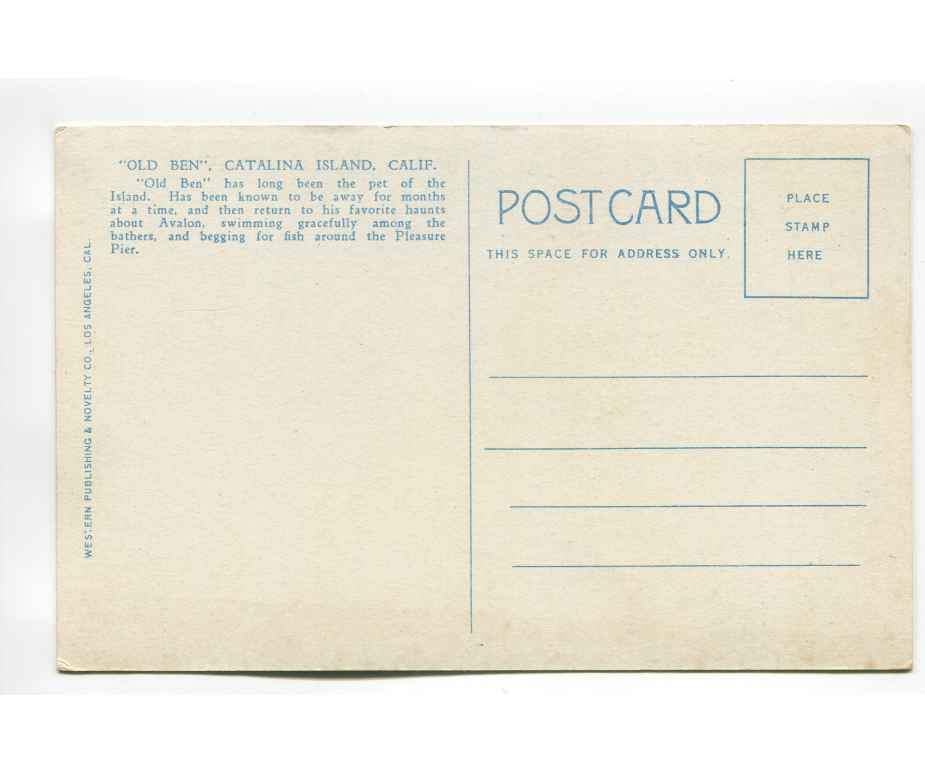 "OLD BEN", CATALINA ISLAND, CALIF.
"Old Ben" has long been the pet of the
Island. Has been known to be away for months
at a time, and then return to his favorite haunts
about Avalon, swimming gracefully among the
bathers, and begging for fish around the Pleasure
Pier.
WESTERN PUBLISHING & NOVELTY CO., LOS ANGELES, CAL.
POSTCARD
THIS SPACE FOR ADDRESS ONLY.
PLACE
STAMP
HERE